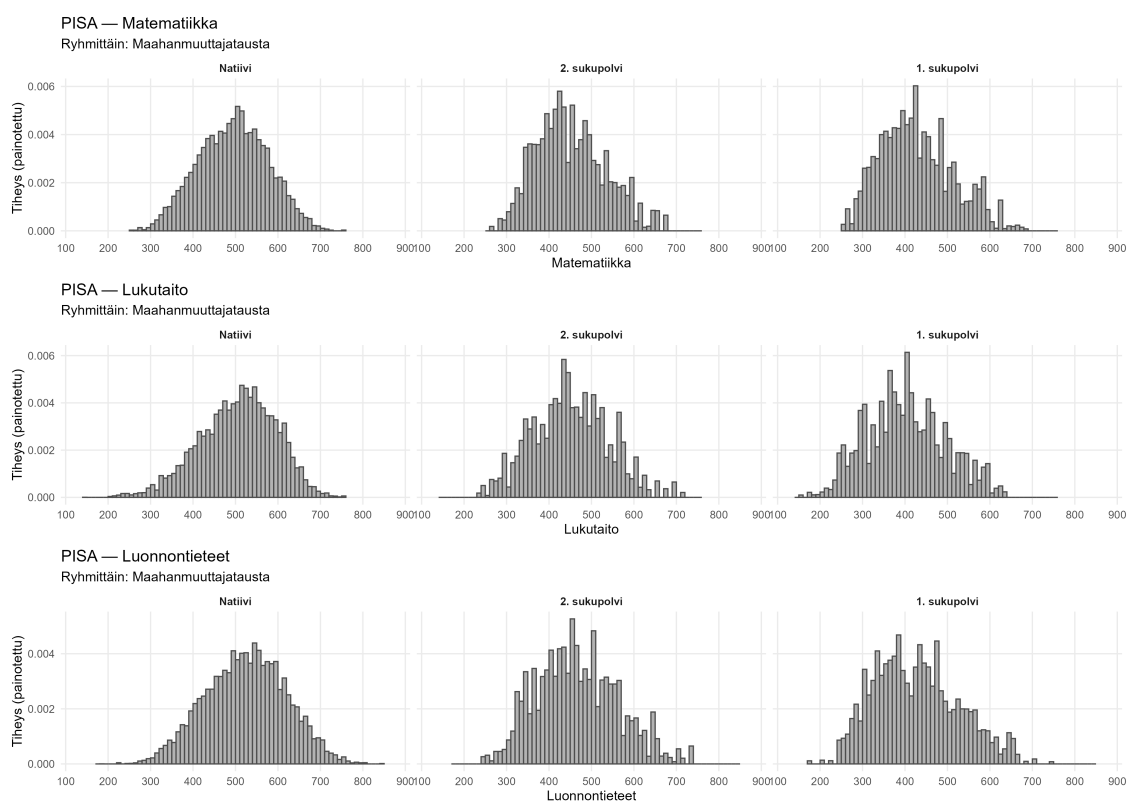 PISA — Matematiikka
Ryhmittäin: Maahanmuuttajatausta
Natiivi 2. sukupolvi 1. sukupolvi
Tiheys (painotettu)
0.006
0.004
0.002
0.000
100 200 300 400 500 600 700 800 900 100 200 300 400 500 600 700 800 900 100 200 300 400 500 600 700 800 900
Matematiikka
PISA — Lukutaito
Ryhmittäin: Maahanmuuttajatausta
Natiivi 2. sukupolvi 1. sukupolvi
Tiheys (painotettu)
0.006
0.004
0.002
0.000
100 200 300 400 500 600 700 800 900 100 200 300 400 500 600 700 800 900 100 200 300 400 500 600 700 800 900
Lukutaito
PISA — Luonnontieteet
Ryhmittäin: Maahanmuuttajatausta
Natiivi 2. sukupolvi 1. sukupolvi
Tiheys (painotettu)
0.004
0.002
0.000
100 200 300 400 500 600 700 800 900 100 200 300 400 500 600 700 800 900 100 200 300 400 500 600 700 800 900
Luonnontieteet